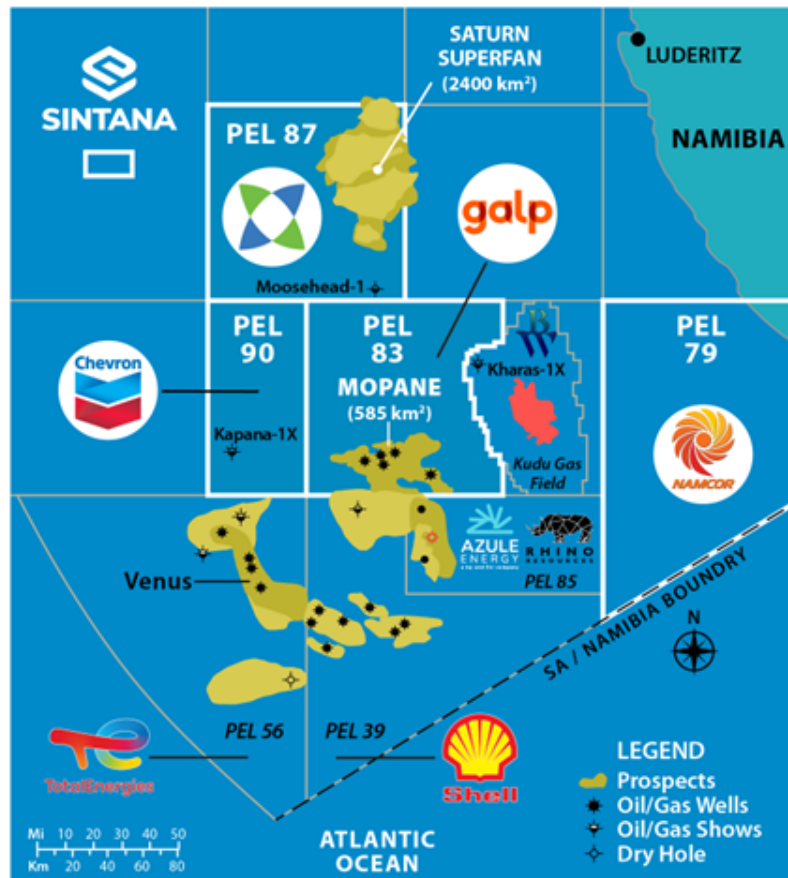 SATURN
SUPERFAN
(2400 km²)
LUDERITZ
SINTANA
NAMIBIA
PEL 87
galp
Moosehead-1
PEL
90
PEL
83
PEL
79
BW
Kharas-1X
Chevron
MOPANE
(585 km²)
Kapana-1X
Kudu Gas
Field
NAMCOR
AZULE
ENERGY
RHINO
RESOURCES
PEL 85
Venus
SA / NAMIBIA BOUNDRY
N
PEL 56
PEL 39
TotalEnergies
Shell
LEGEND
Prospects
Oil/Gas Wells
Oil/Gas Shows
Dry Hole
Mi 10 20 30 40 50
Km 20 40 60 80
ATLANTIC
OCEAN